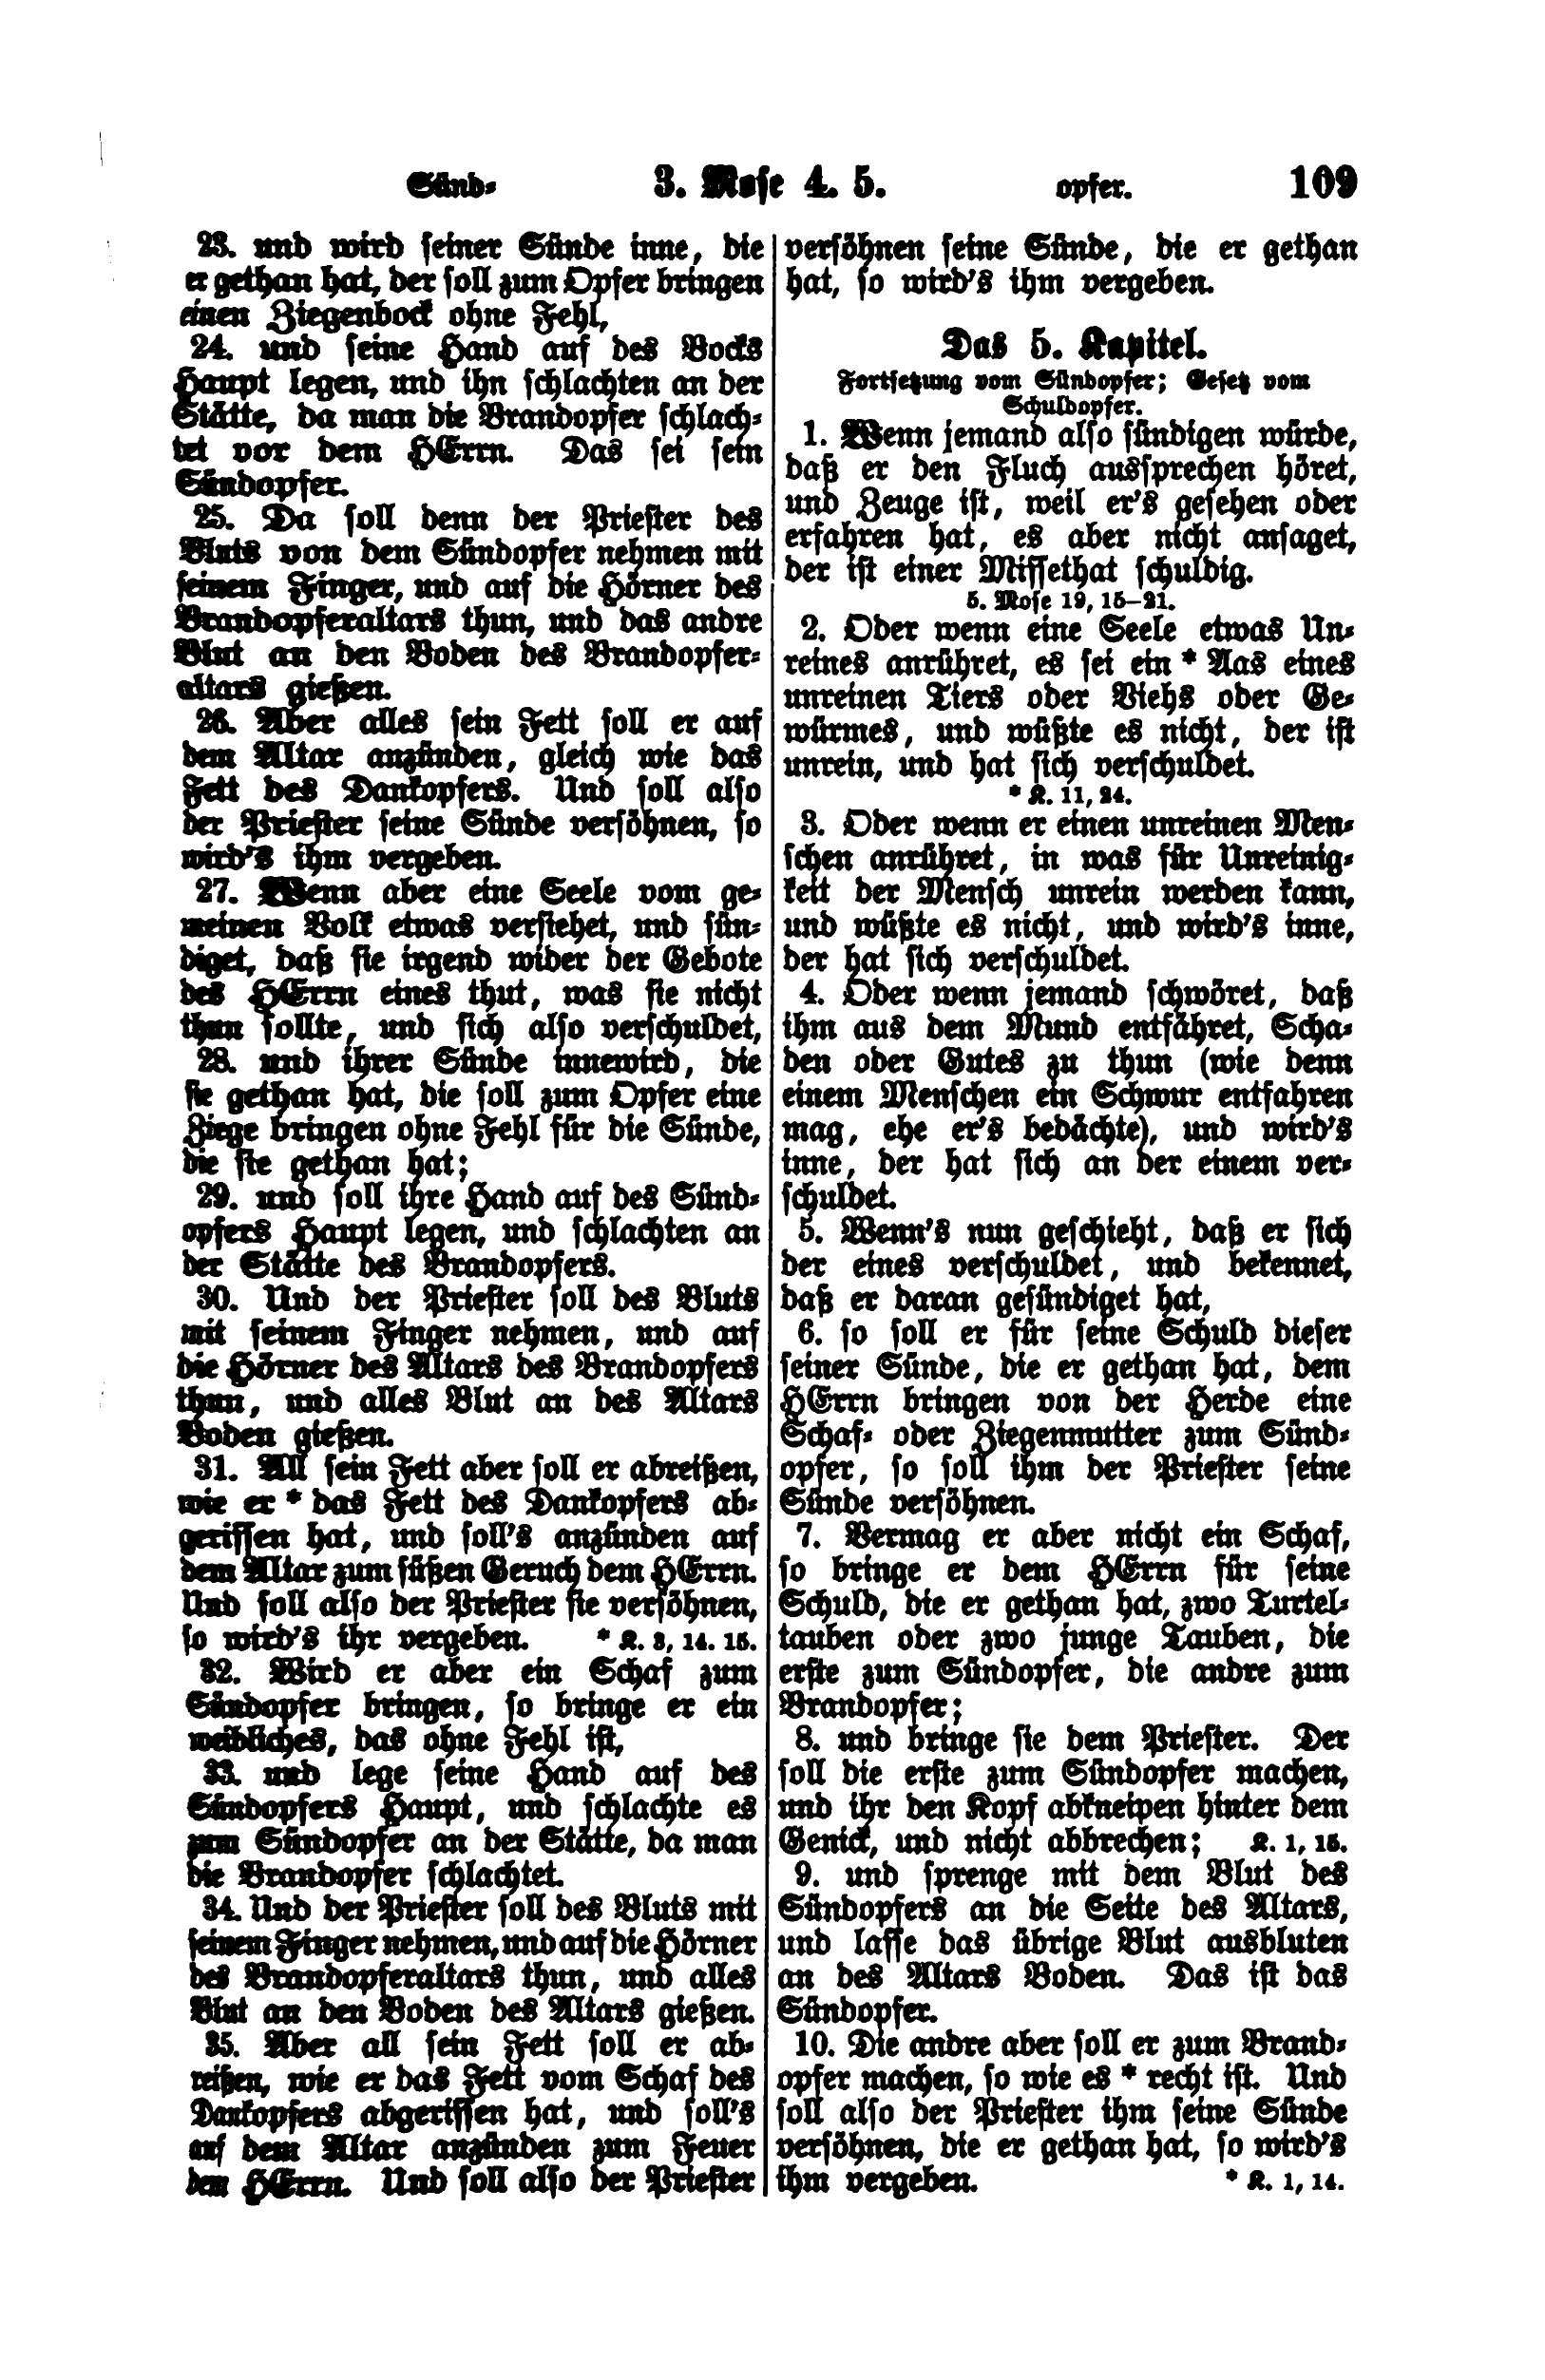 Sünd- 3. Mose 4. 5. opfer. 109
23. und wird seiner Sünde inne, die
er gethan hat, der soll zum Opfer bringen
einen Ziegenbock ohne Fehl,
24. und seine Hand auf des Bocks
Haupt legen, und ihn schlachten an der
Stätte, da man die Brandopfer schlach-
tet vor dem HErrn. Das sei sein
Sündopfer.
25. Da soll denn der Priester des
Bluts von dem Sündopfer nehmen mit
seinem Finger, und auf die Hörner des
Brandopferaltars thun, und das andre
Blut an den Boden des Brandopfer-
altars gießen.
26. Aber alles sein Fett soll er auf
dem Altar anzünden, gleich wie das
Fett des Dankopfers. Und soll also
der Priester seine Sünde versöhnen, so
wird's ihm vergeben.
27. Wenn aber eine Seele vom ge-
meinen Volk etwas versiehet, und sün-
diget, daß sie irgend wider der Gebote
des HErrn eines thut, was sie nicht
thun sollte, und sich also verschuldet,
28. und ihrer Sünde innewird, die
sie gethan hat, die soll zum Opfer eine
Ziege bringen ohne Fehl für die Sünde,
die sie gethan hat;
29. und soll ihre Hand auf des Sünd-
opfers Haupt legen, und schlachten an
der Stätte des Brandopfers.
30. Und der Priester soll des Bluts
mit seinem Finger nehmen, und auf
die Hörner des Altars des Brandopfers
thun, und alles Blut an des Altars
Boden gießen.
31. All sein Fett aber soll er abreißen,
wie er * das Fett des Dankopfers ab-
gerissen hat, und soll's anzünden auf
dem Altar zum süßen Geruch dem HErrn.
Und soll also der Priester sie versöhnen,
so wird's ihr vergeben. * K. 3, 14. 15.
32. Wird er aber ein Schaf zum
Sündopfer bringen, so bringe er ein
weibliches, das ohne Fehl ist,
33. und lege seine Hand auf des
Sündopfers Haupt, und schlachte es
zum Sündopfer an der Stätte, da man
die Brandopfer schlachtet.
34. Und der Priester soll des Bluts mit
seinem Finger nehmen, und auf die Hörner
des Brandopferaltars thun, und alles
Blut an den Boden des Altars gießen.
35. Aber all sein Fett soll er ab-
reißen, wie er das Fett vom Schaf des
Dankopfers abgerissen hat, und soll's
auf dem Altar anzünden zum Feuer
dem HErrn. Und soll also der Priester
versöhnen seine Sünde, die er gethan
hat, so wird's ihm vergeben.
Das 5. Kapitel.
Fortsetzung vom Sündopfer; Gesetz vom
Schuldopfer.
1. Wenn jemand also sündigen würde,
daß er den Fluch aussprechen höret,
und Zeuge ist, weil er's gesehen oder
erfahren hat, es aber nicht ansaget,
der ist einer Missethat schuldig.
5. Mose 19, 15–21.
2. Oder wenn eine Seele etwas Un-
reines anrühret, es sei ein * Aas eines
unreinen Tiers oder Viehs oder Ge-
würmes, und wüßte es nicht, der ist
unrein, und hat sich verschuldet.
* K. 11, 24.
3. Oder wenn er einen unreinen Men-
schen anrühret, in was für Unreinig-
keit der Mensch unrein werden kann,
und wüßte es nicht, und wird's inne,
der hat sich verschuldet.
4. Oder wenn jemand schwöret, daß
ihm aus dem Mund entfähret, Scha-
den oder Gutes zu thun (wie denn
einem Menschen ein Schwur entfahren
mag, ehe er's bedächte), und wird's
inne, der hat sich an der einem ver-
schuldet.
5. Wenn's nun geschieht, daß er sich
der eines verschuldet, und bekennet,
daß er daran gesündiget hat,
6. so soll er für seine Schuld dieser
seiner Sünde, die er gethan hat, dem
HErrn bringen von der Herde eine
Schaf- oder Ziegenmutter zum Sünd-
opfer, so soll ihm der Priester seine
Sünde versöhnen.
7. Vermag er aber nicht ein Schaf,
so bringe er dem HErrn für seine
Schuld, die er gethan hat, zwo Turtel-
tauben oder zwo junge Tauben, die
erste zum Sündopfer, die andre zum
Brandopfer;
8. und bringe sie dem Priester. Der
soll die erste zum Sündopfer machen,
und ihr den Kopf abkneipen hinter dem
Genick, und nicht abbrechen; K. 1, 15.
9. und sprenge mit dem Blut des
Sündopfers an die Seite des Altars,
und lasse das übrige Blut ausbluten
an des Altars Boden. Das ist das
Sündopfer.
10. Die andre aber soll er zum Brand-
opfer machen, so wie es * recht ist. Und
soll also der Priester ihm seine Sünde
versöhnen, die er gethan hat, so wird's
ihm vergeben. * K. 1, 14.